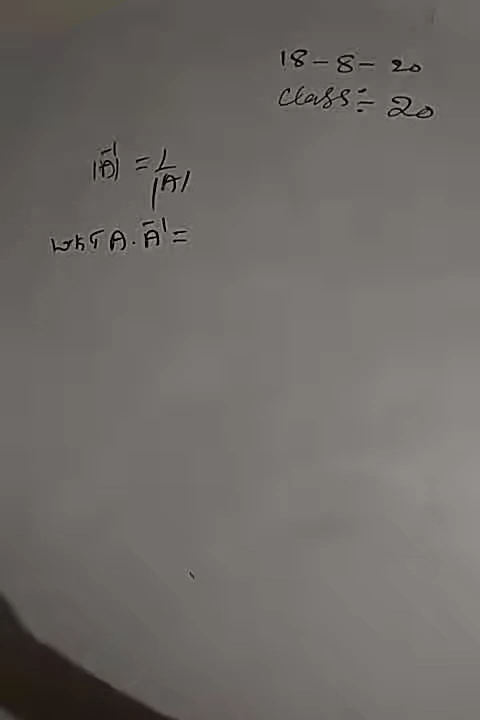 18-8-20
class:- 20
|A⁻¹| = 1/|A|
WKT A. A⁻¹ =